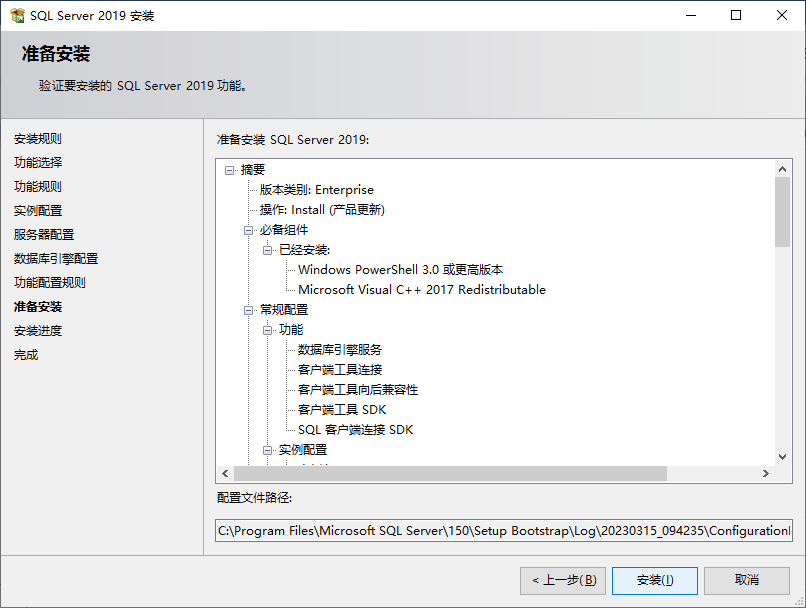 SQL Server 2019 安装
准备安装
验证要安装的 SQL Server 2019 功能。
安装规则
功能选择
功能规则
实例配置
服务器配置
数据库引擎配置
功能配置规则
准备安装
安装进度
完成
准备安装 SQL Server 2019:
摘要
版本类别: Enterprise
操作: Install (产品更新)
必备组件
已经安装:
Windows PowerShell 3.0 或更高版本
Microsoft Visual C++ 2017 Redistributable
常规配置
功能
数据库引擎服务
客户端工具连接
客户端工具向后兼容性
客户端工具 SDK
SQL 客户端连接 SDK
实例配置
配置文件路径:
C:\Program Files\Microsoft SQL Server\150\Setup Bootstrap\Log\20230315_094235\Configuration
< 上一步(B)
安装(I)
取消